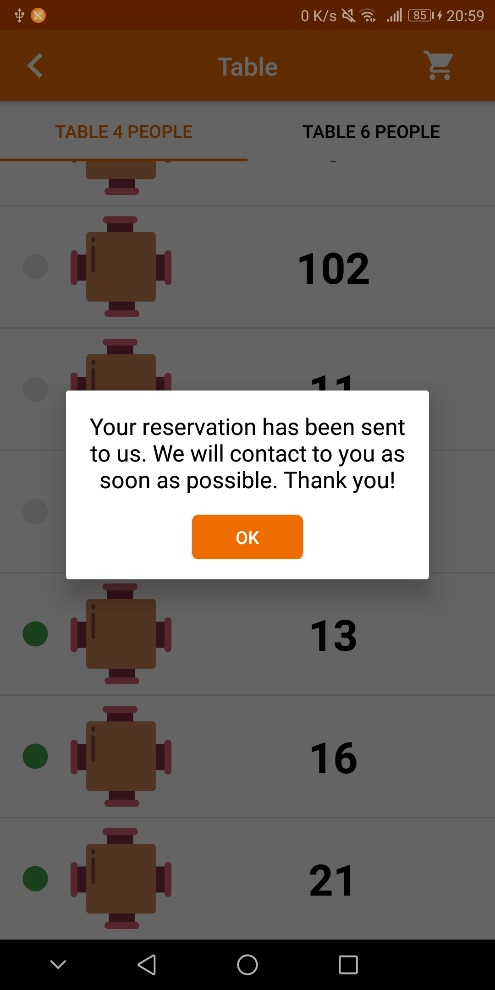 0 K/s 85 20:59
Table
TABLE 4 PEOPLE TABLE 6 PEOPLE
102
11
Your reservation has been sent
to us. We will contact to you as
soon as possible. Thank you!
OK
13
16
21